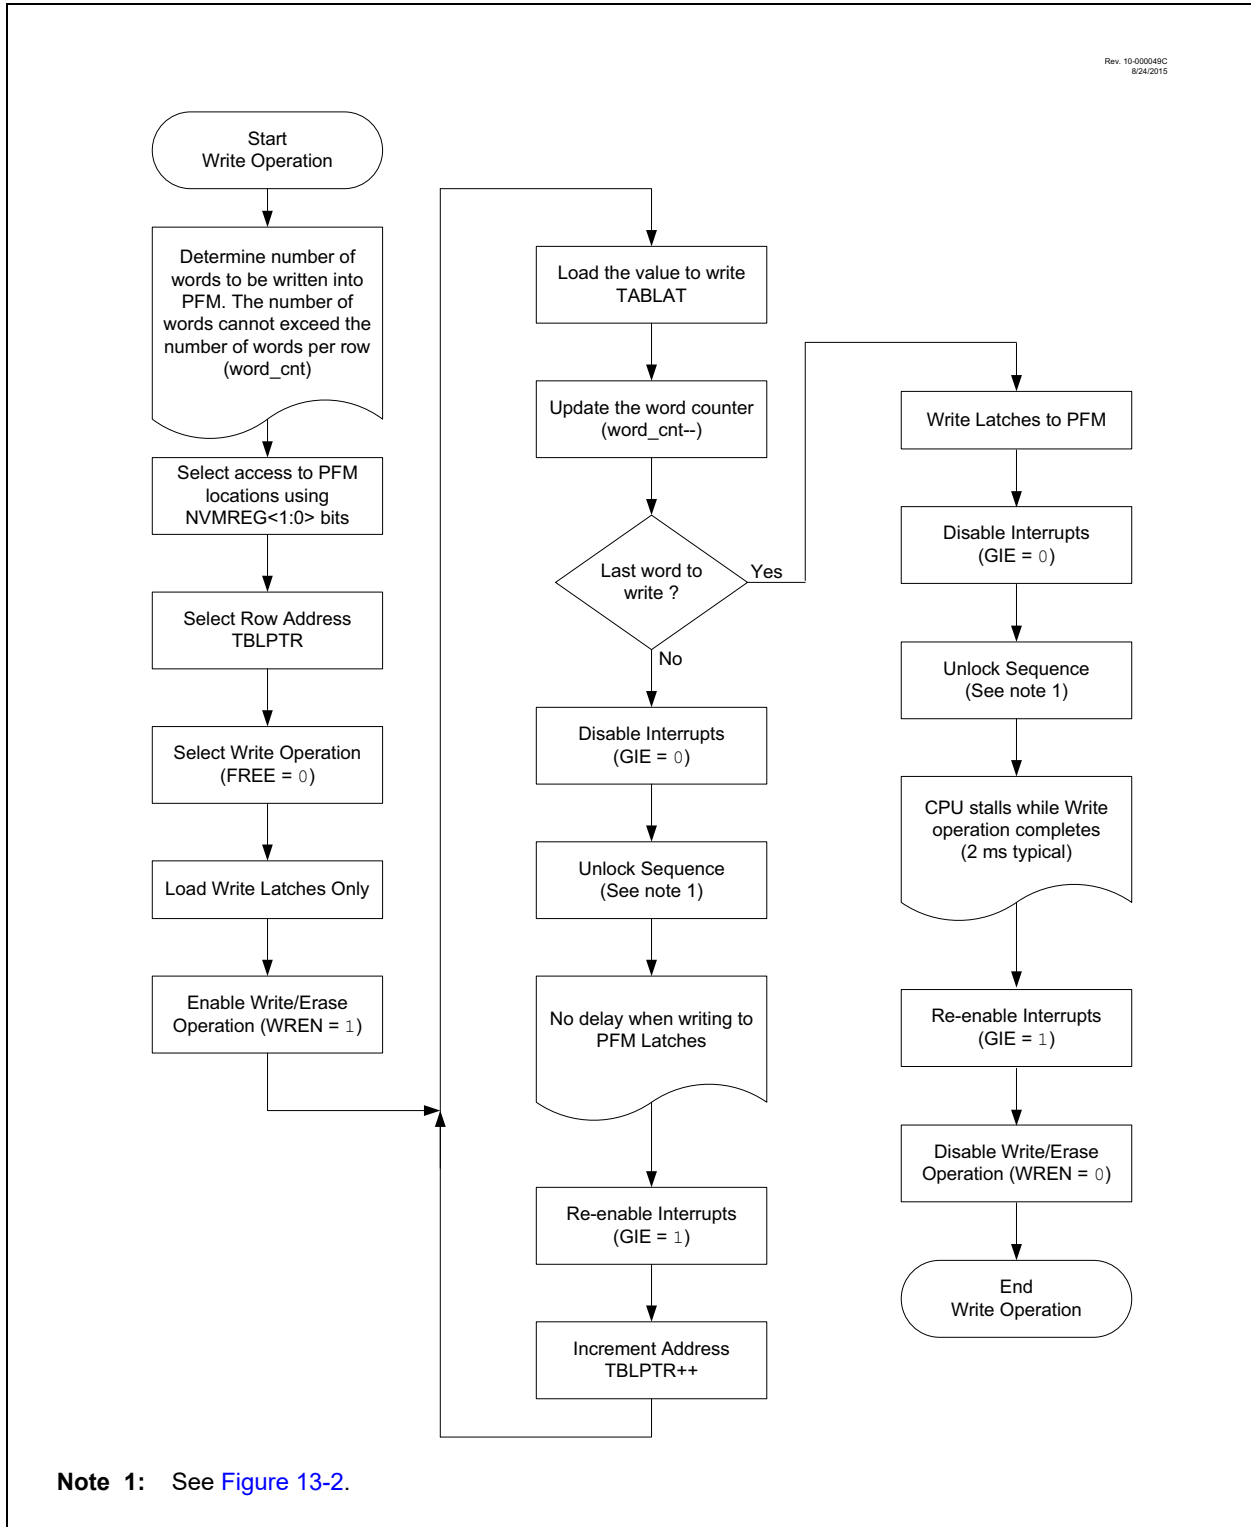 Rev. 10-000049C
8/24/2015
Start
Write Operation
Determine number of
words to be written into
PFM. The number of
words cannot exceed the
number of words per row
(word_cnt)
Select access to PFM
locations using
NVMREG<1:0> bits
Select Row Address
TBLPTR
Select Write Operation
(FREE = 0)
Load Write Latches Only
Enable Write/Erase
Operation (WREN = 1)
Load the value to write
TABLAT
Update the word counter
(word_cnt--)
Last word to
write ?
Yes
No
Disable Interrupts
(GIE = 0)
Unlock Sequence
(See note 1)
No delay when writing to
PFM Latches
Re-enable Interrupts
(GIE = 1)
Increment Address
TBLPTR++
Write Latches to PFM
Disable Interrupts
(GIE = 0)
Unlock Sequence
(See note 1)
CPU stalls while Write
operation completes
(2 ms typical)
Re-enable Interrupts
(GIE = 1)
Disable Write/Erase
Operation (WREN = 0)
End
Write Operation
Note 1: See Figure 13-2.